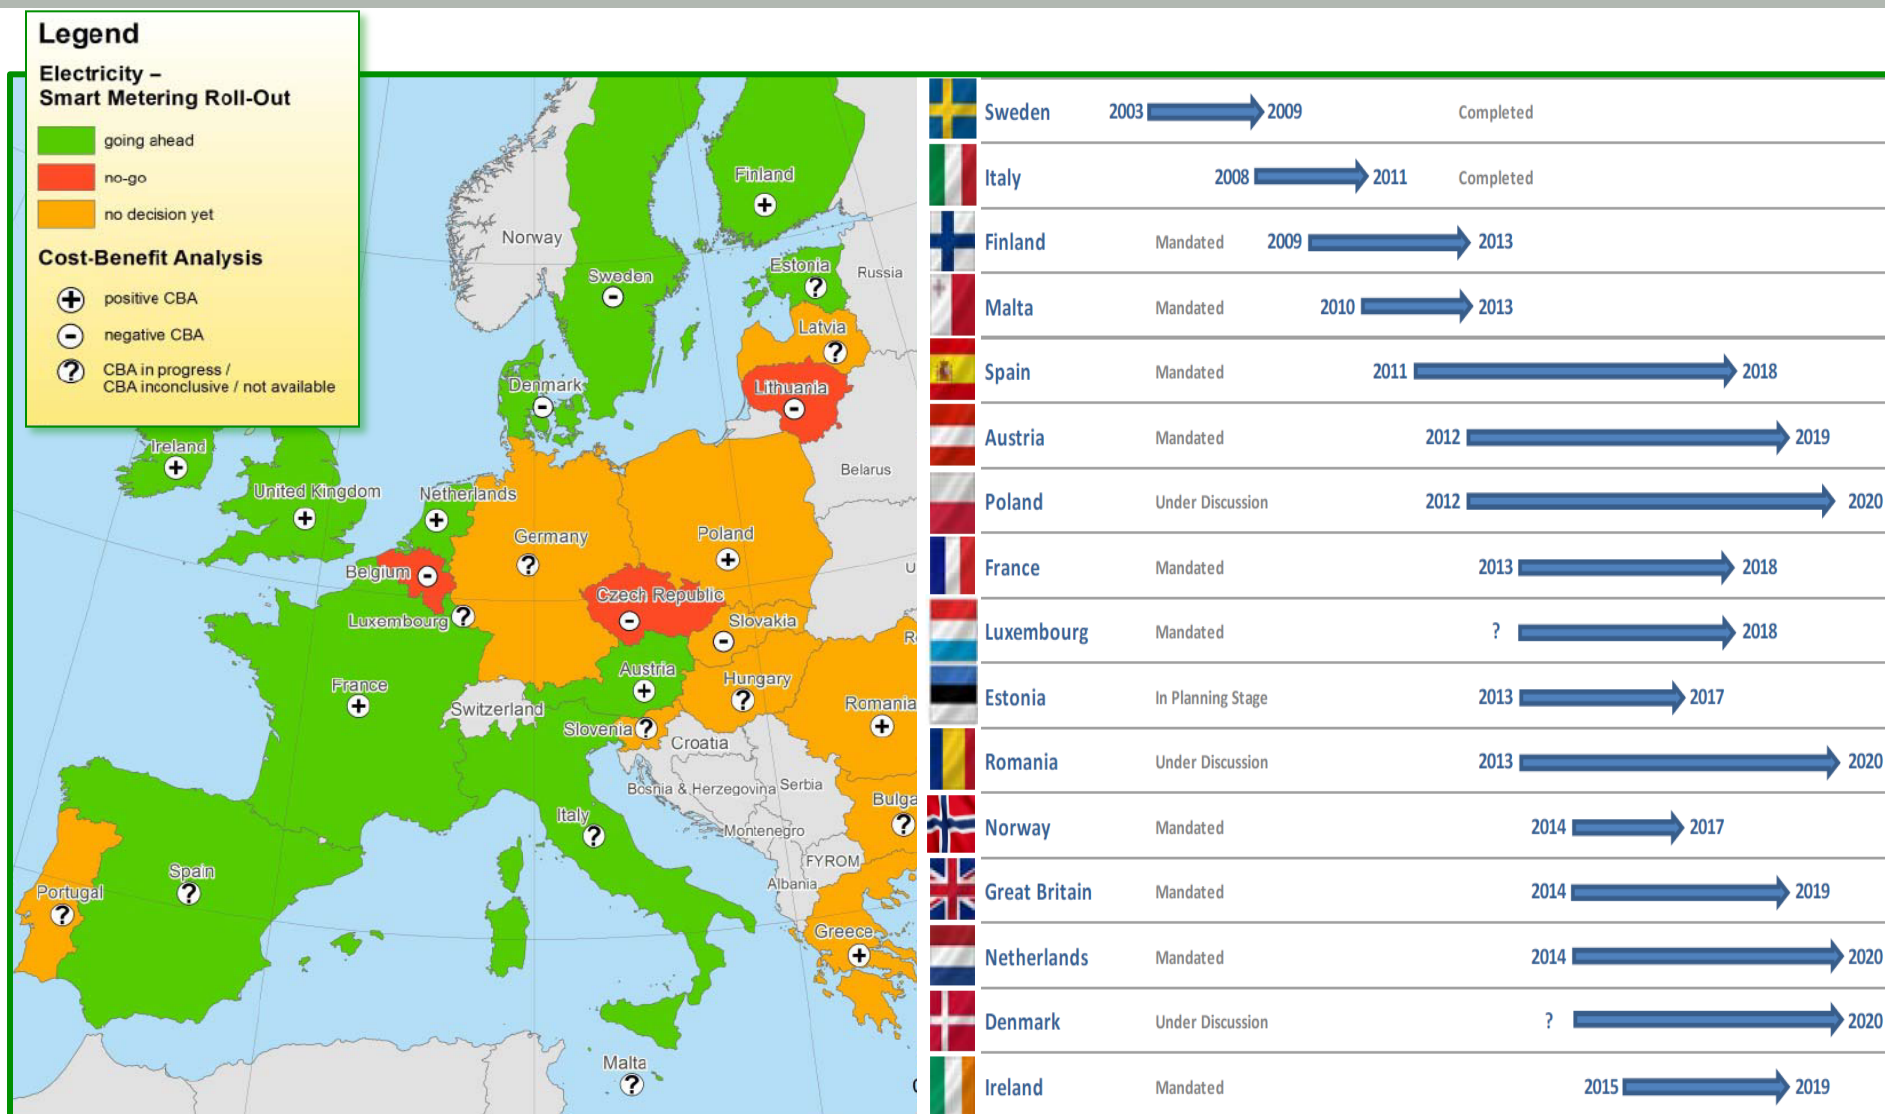 Legend
Electricity –
Smart Metering Roll-Out
going ahead
no-go
no decision yet
Cost-Benefit Analysis
positive CBA
negative CBA
CBA in progress /
CBA inconclusive / not available
Finland
Norway
Sweden
Estonia
Russia
Latvia
Lithuania
Denmark
Ireland
United Kingdom
Netherlands
Belarus
Germany
Poland
Belgium
Czech Republic
Luxembourg
Slovakia
Austria
France
Hungary
Switzerland
Romania
Slovenia
Croatia
Bosnia & Herzegovina
Serbia
Italy
Bulga
Montenegro
FYROM
Albania
Spain
Portugal
Greece
Malta
Sweden 2003 2009 Completed
Italy 2008 2011 Completed
Finland Mandated 2009 2013
Malta Mandated 2010 2013
Spain Mandated 2011 2018
Austria Mandated 2012 2019
Poland Under Discussion 2012 2020
France Mandated 2013 2018
Luxembourg Mandated ? 2018
Estonia In Planning Stage 2013 2017
Romania Under Discussion 2013 2020
Norway Mandated 2014 2017
Great Britain Mandated 2014 2019
Netherlands Mandated 2014 2020
Denmark Under Discussion ? 2020
Ireland Mandated 2015 2019